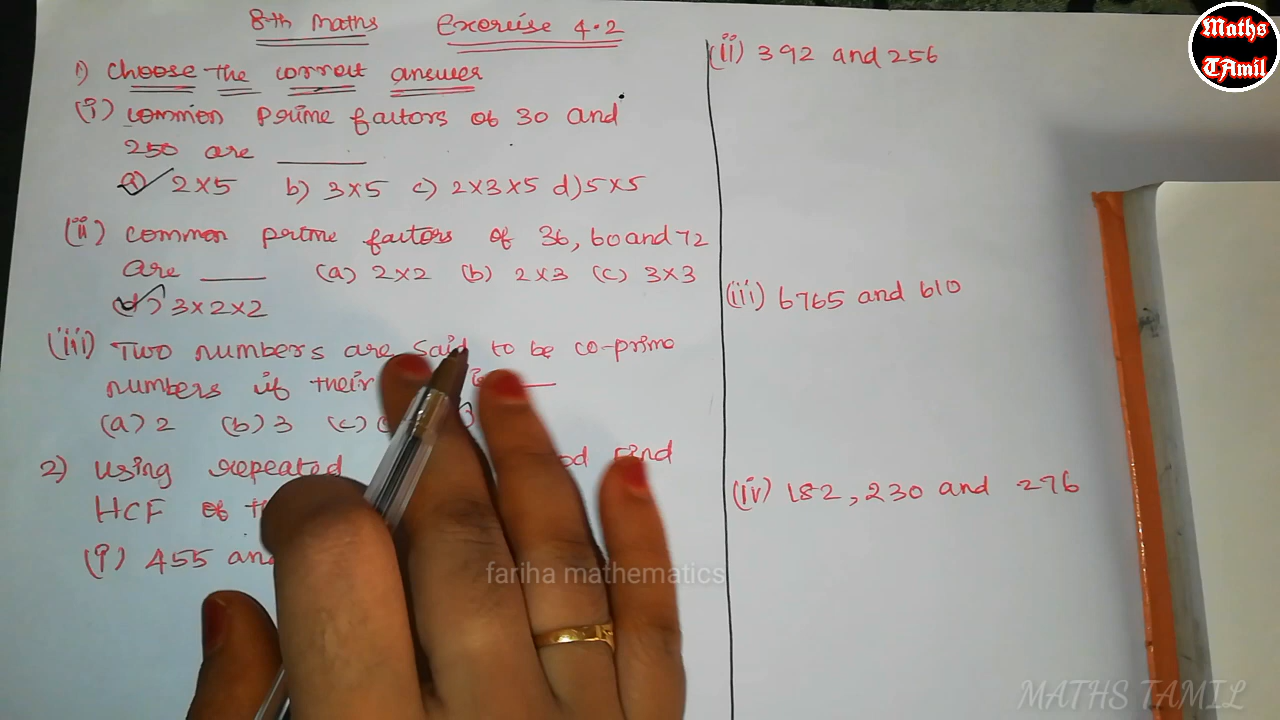 8th Maths Exercise 4.2
1) Choose the correct answer
(i) common prime factors of 30 and
250 are ____
a) 2×5 b) 3×5 c) 2×3×5 d) 5×5
(ii) common prime factors of 36, 60 and 72
are ____ (a) 2×2 (b) 2×3 (c) 3×3
(d) 3×2×2
(iii) Two numbers are said to be co-prime
numbers if their ____
(a) 2 (b) 3 (c)
2) Using repeated find
HCF of
(i) 455
(ii) 392 and 256
(iii) 6765 and 610
(iv) 182, 230 and 276
Maths
TAmil
fariha mathematics
MATHS TAMIL